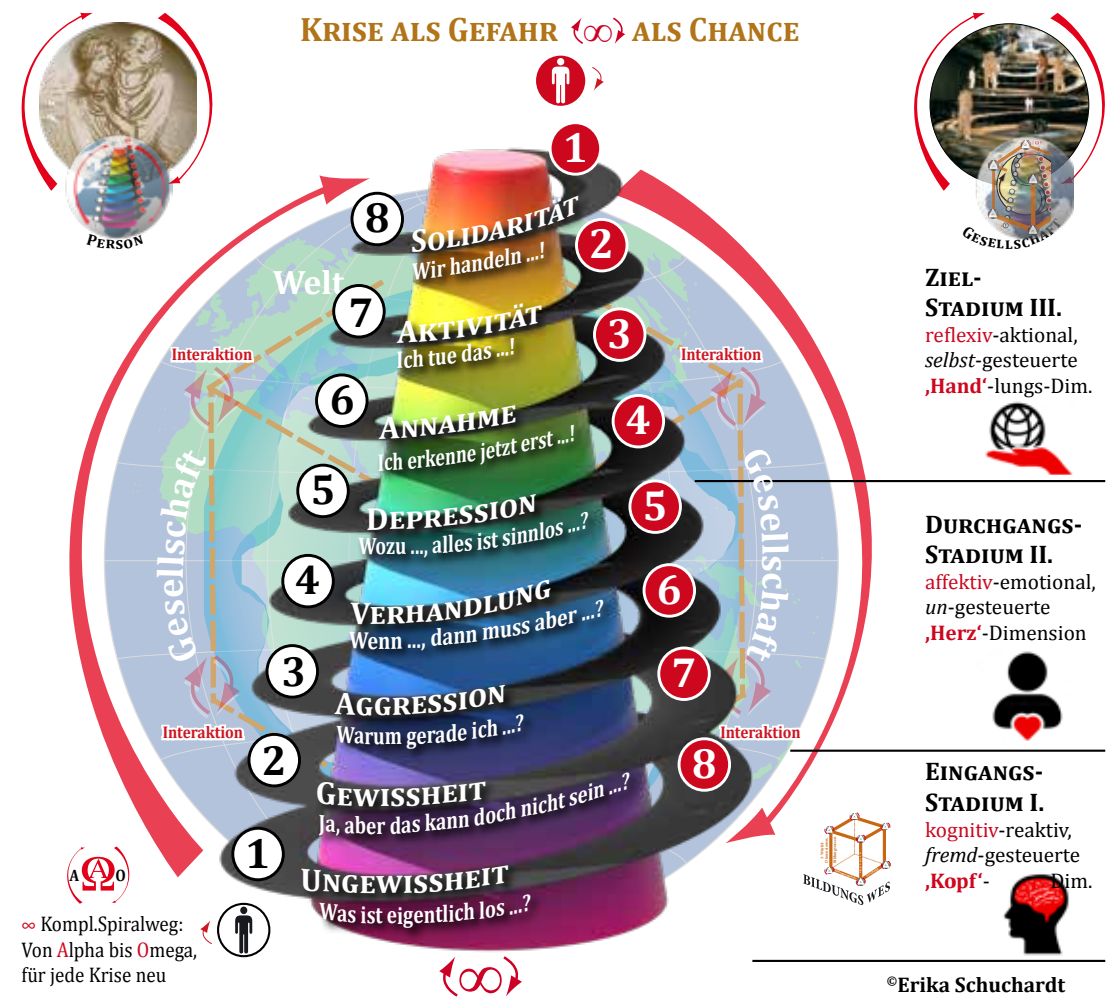 KRISE ALS GEFAHR ∞ ALS CHANCE
PERSON
GESELLSCHAFT
1
8
SOLIDARITÄT
Wir handeln ...!
2
Welt
7
AKTIVITÄT
Ich tue das ...!
3
Interaktion
Interaktion
6
ANNAHME
Ich erkenne jetzt erst ...!
4
Gesellschaft
Gesellschaft
5
DEPRESSION
Wozu ..., alles ist sinnlos ...?
5
4
VERHANDLUNG
Wenn ..., dann muss aber ...?
6
3
AGGRESSION
Warum gerade ich ...?
7
Interaktion
Interaktion
2
GEWISSHEIT
Ja, aber das kann doch nicht sein ...?
8
1
UNGEWISSHEIT
Was ist eigentlich los ...?
ZIEL-
STADIUM III.
reflexiv-aktional,
selbst-gesteuerte
‚Hand‘-lungs-Dim.
DURCHGANGS-
STADIUM II.
affektiv-emotional,
un-gesteuerte
‚Herz‘-Dimension
EINGANGS-
STADIUM I.
kognitiv-reaktiv,
fremd-gesteuerte
‚Kopf‘- Dim.
BILDUNGS WES
A AΩ O
∞ Kompl.Spiralweg:
Von Alpha bis Omega,
für jede Krise neu
∞
©Erika Schuchardt